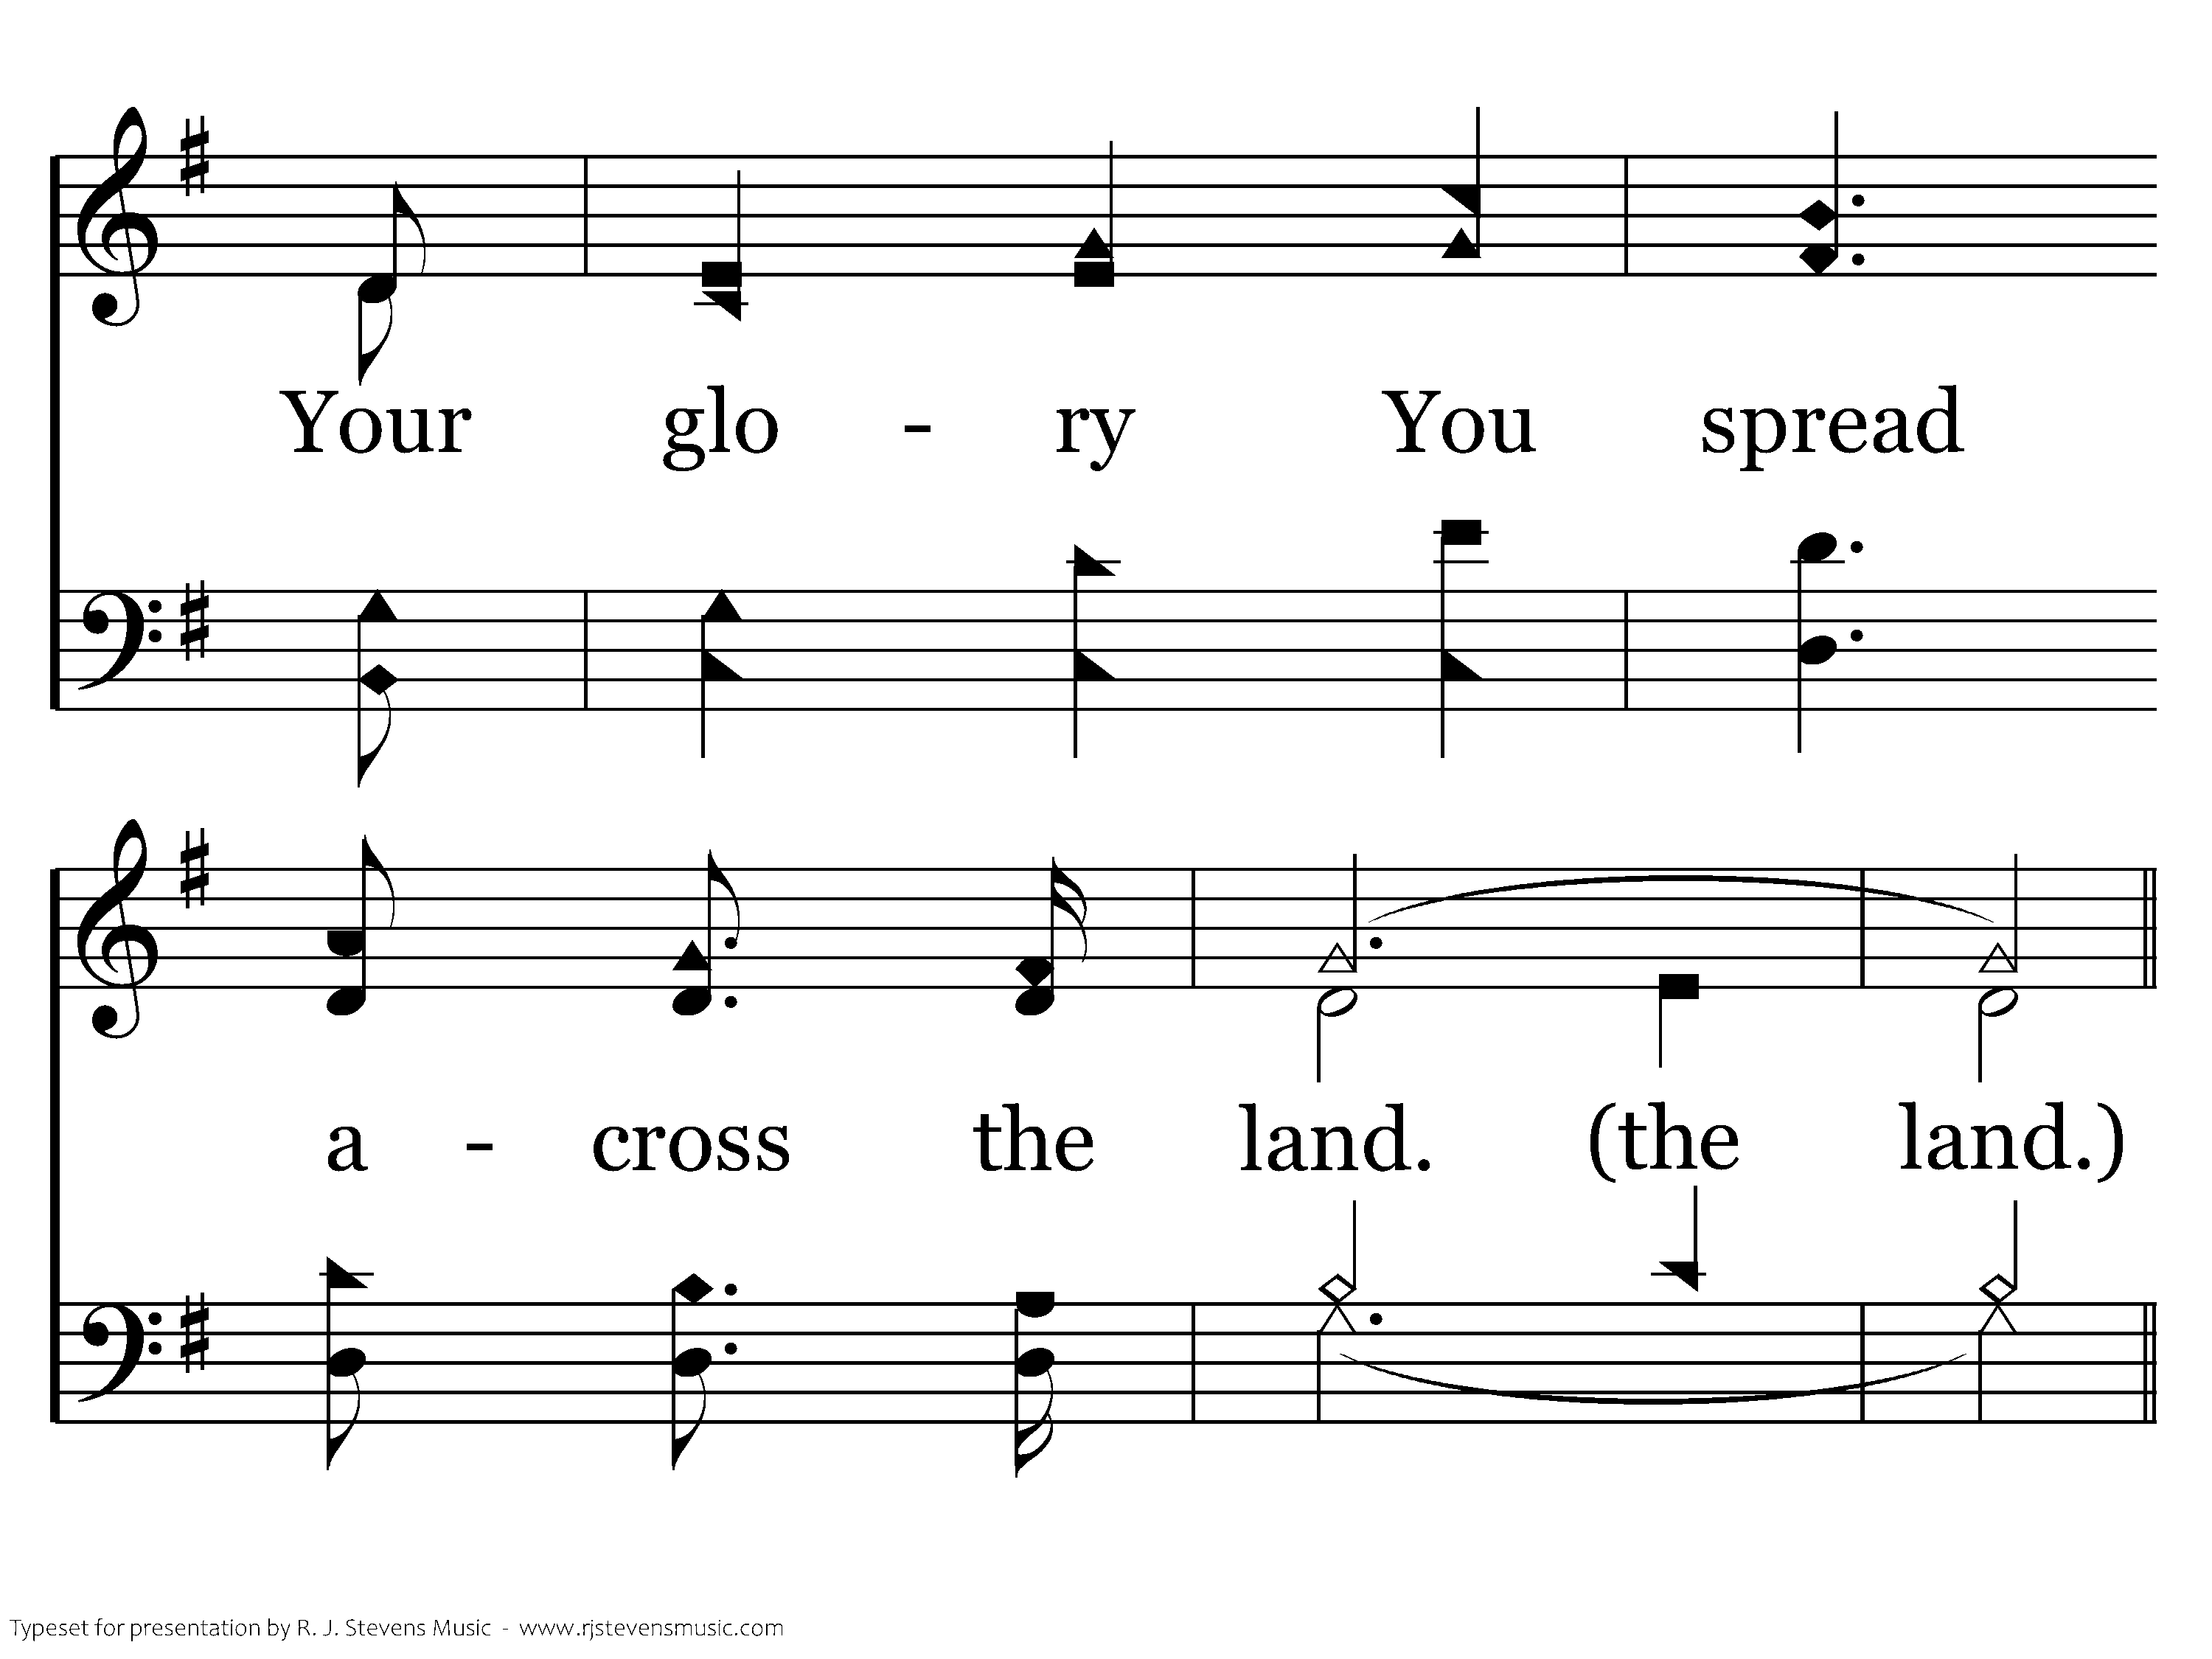 Your glo - ry You spread
a - cross the land. (the land.)
Typeset for presentation by R. J. Stevens Music - www.rjstevensmusic.com